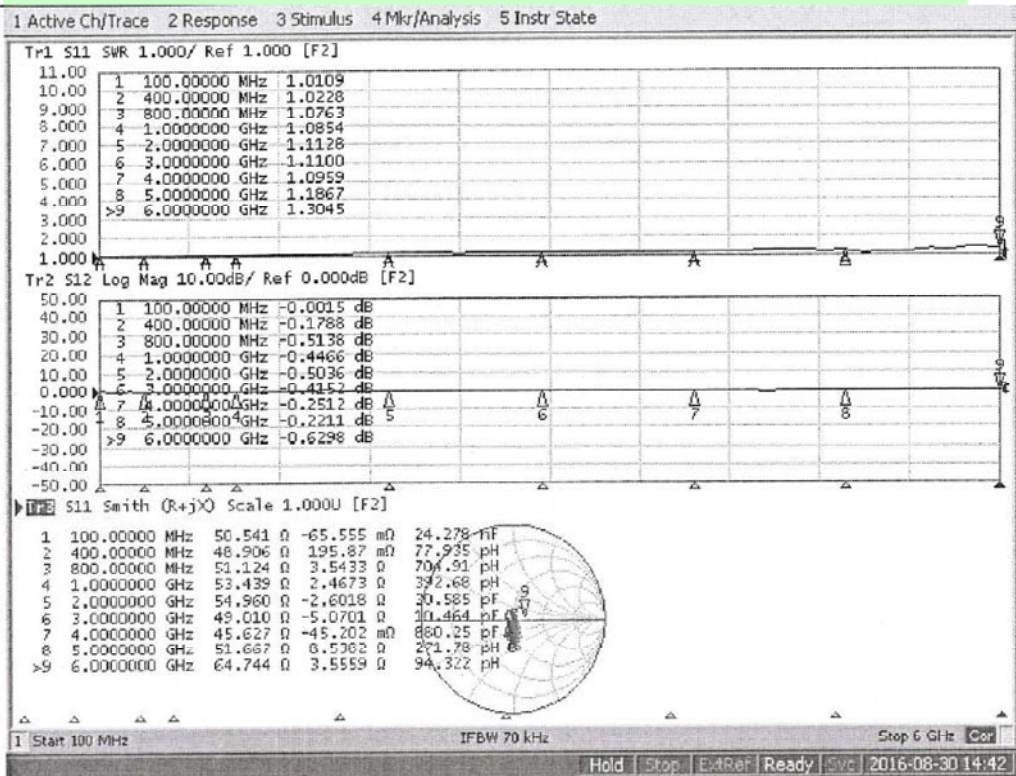 1 Active Ch/Trace 2 Response 3 Stimulus 4 Mkr/Analysis 5 Instr State
Tr1 S11 SWR 1.000/ Ref 1.000 [F2]
11.00
10.00
9.000
8.000
7.000
6.000
5.000
4.000
3.000
2.000
1.000
1 100.00000 MHz 1.0109
2 400.00000 MHz 1.0228
3 800.00000 MHz 1.0763
4 1.0000000 GHz 1.0854
5 2.0000000 GHz 1.1128
6 3.0000000 GHz 1.1100
7 4.0000000 GHz 1.0959
8 5.0000000 GHz 1.1867
>9 6.0000000 GHz 1.3045
9
Tr2 S12 Log Mag 10.00dB/ Ref 0.000dB [F2]
50.00
40.00
30.00
20.00
10.00
0.000
-10.00
-20.00
-30.00
-40.00
-50.00
1 100.00000 MHz -0.0015 dB
2 400.00000 MHz -0.1788 dB
3 800.00000 MHz -0.5138 dB
4 1.0000000 GHz -0.4466 dB
5 2.0000000 GHz -0.5036 dB
6 3.0000000 GHz -0.4152 dB
7 4.0000000 GHz -0.2512 dB
8 5.0000000 GHz -0.2211 dB
>9 6.0000000 GHz -0.6298 dB
5 6 7 8 9
Tr3 S11 Smith (R+jX) Scale 1.000U [F2]
1 100.00000 MHz 50.541 Ω -65.555 mΩ 24.278 nF
2 400.00000 MHz 48.906 Ω 195.87 mΩ 77.935 pH
3 800.00000 MHz 51.124 Ω 3.5433 Ω 704.91 pH
4 1.0000000 GHz 53.439 Ω 2.4673 Ω 392.68 pH
5 2.0000000 GHz 54.960 Ω -2.6018 Ω 30.585 pF
6 3.0000000 GHz 49.010 Ω -5.0701 Ω 10.464 pF
7 4.0000000 GHz 45.627 Ω -45.202 mΩ 880.25 pF
8 5.0000000 GHz 51.667 Ω 8.5382 Ω 271.78 pH
>9 6.0000000 GHz 64.744 Ω 3.5559 Ω 94.322 pH
9
1 Start 100 MHz IFBW 70 kHz Stop 6 GHz Cor
Hold Stop ExtRef Ready Svc 2016-08-30 14:42